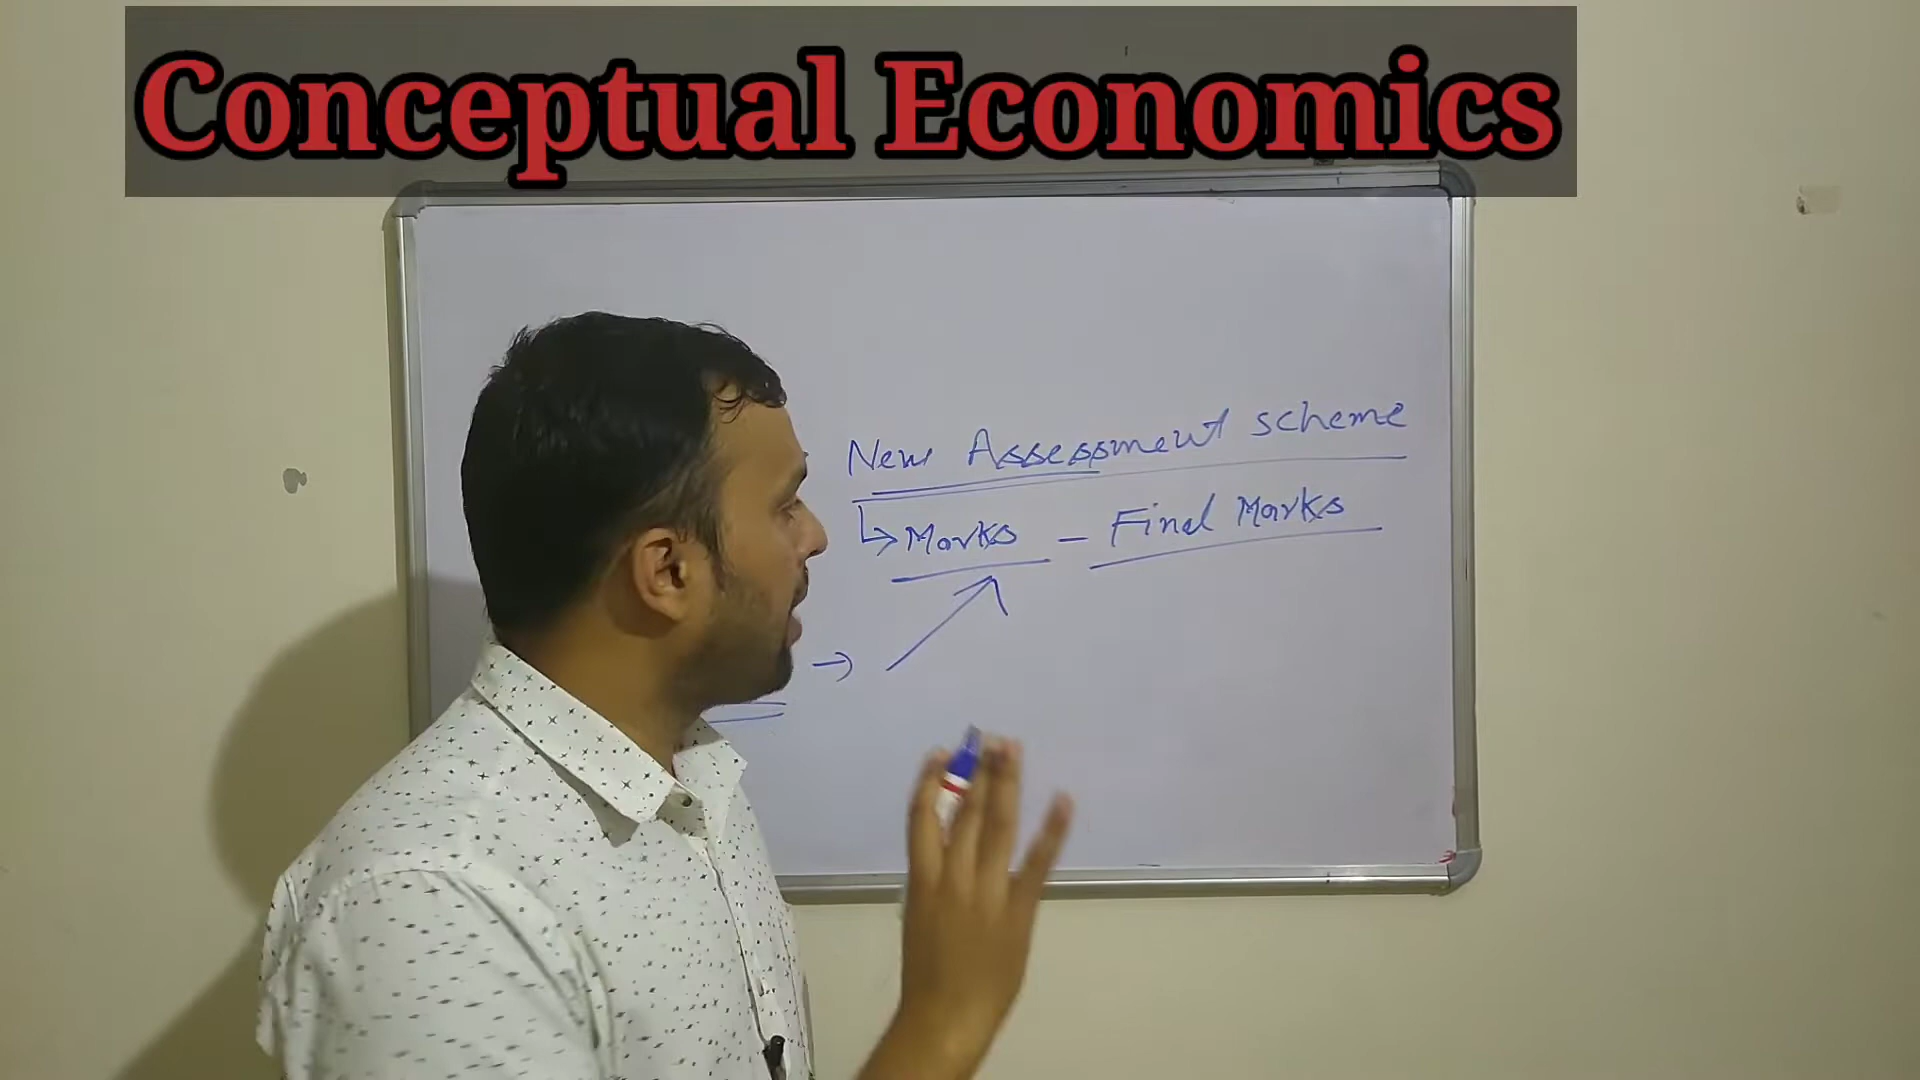 Conceptual Economics
New Assessment scheme
↳ Marks - Final Marks
→